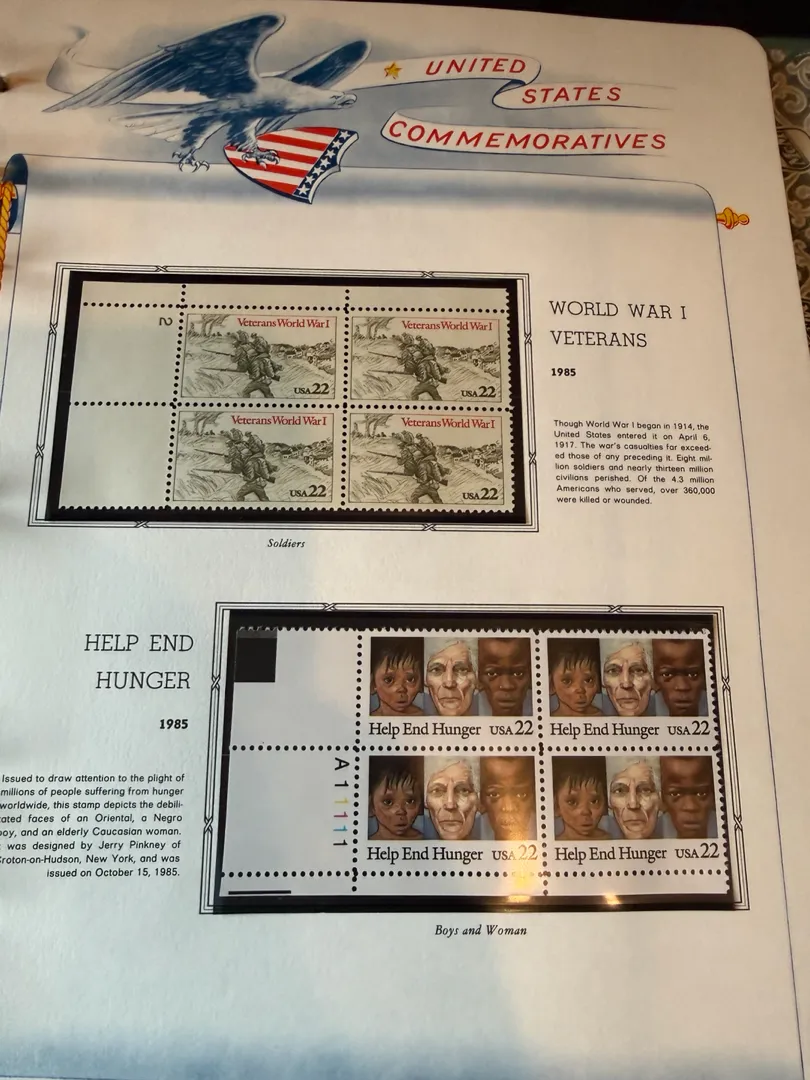 UNITED
STATES
COMMEMORATIVES
2
Veterans World War I
USA 22
Veterans World War I
USA 22
Veterans World War I
USA 22
Veterans World War I
USA 22
Soldiers
WORLD WAR I
VETERANS
1985
Though World War I began in 1914, the
United States entered it on April 6,
1917. The war's casualties far exceed-
ed those of any preceding it. Eight mil-
lion soldiers and nearly thirteen million
civilians perished. Of the 4.3 million
Americans who served, over 360,000
were killed or wounded.
HELP END
HUNGER
1985
Issued to draw attention to the plight of
millions of people suffering from hunger
worldwide, this stamp depicts the debili-
tated faces of an Oriental, a Negro
boy, and an elderly Caucasian woman.
was designed by Jerry Pinkney of
Croton-on-Hudson, New York, and was
issued on October 15, 1985.
Help End Hunger USA 22
Help End Hunger USA 22
A11111
Help End Hunger USA 22
Help End Hunger USA 22
Boys and Woman